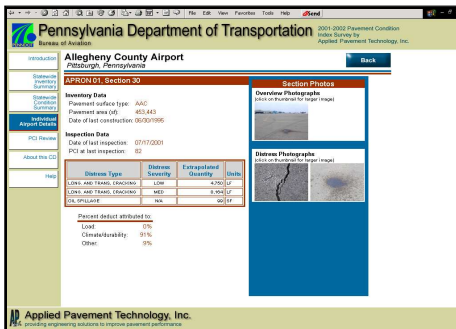 File Edit View Favorites Tools Help Send
Pennsylvania Department of Transportation
Bureau of Aviation
2001-2002 Pavement Condition
Index Survey by
Applied Pavement Technology, Inc.
Introduction
Statewide
Inventory
Summary
Statewide
Condition
Summary
Individual
Airport Details
PCI Review
About this CD
Help
Allegheny County Airport
Pittsburgh, Pennsylvania
Back
APRON 01, Section 30
Inventory Data
Pavement surface type: AAC
Pavement area (sf): 453,443
Date of last construction: 06/30/1995
Inspection Data
Date of last inspection: 07/17/2001
PCI at last inspection: 82
Distress Type Distress Severity Extrapolated Quantity Units
LONG. AND TRANS. CRACKING LOW 4,750 LF
LONG. AND TRANS. CRACKING MED 8,164 LF
OIL SPILLAGE N/A 99 SF
Percent deduct attributed to:
Load: 0%
Climate/durability: 91%
Other: 9%
Section Photos
Overview Photographs
(click on thumbnail for larger image)
Distress Photographs
(click on thumbnail for larger image)
Applied Pavement Technology, Inc.
providing engineering solutions to improve pavement performance